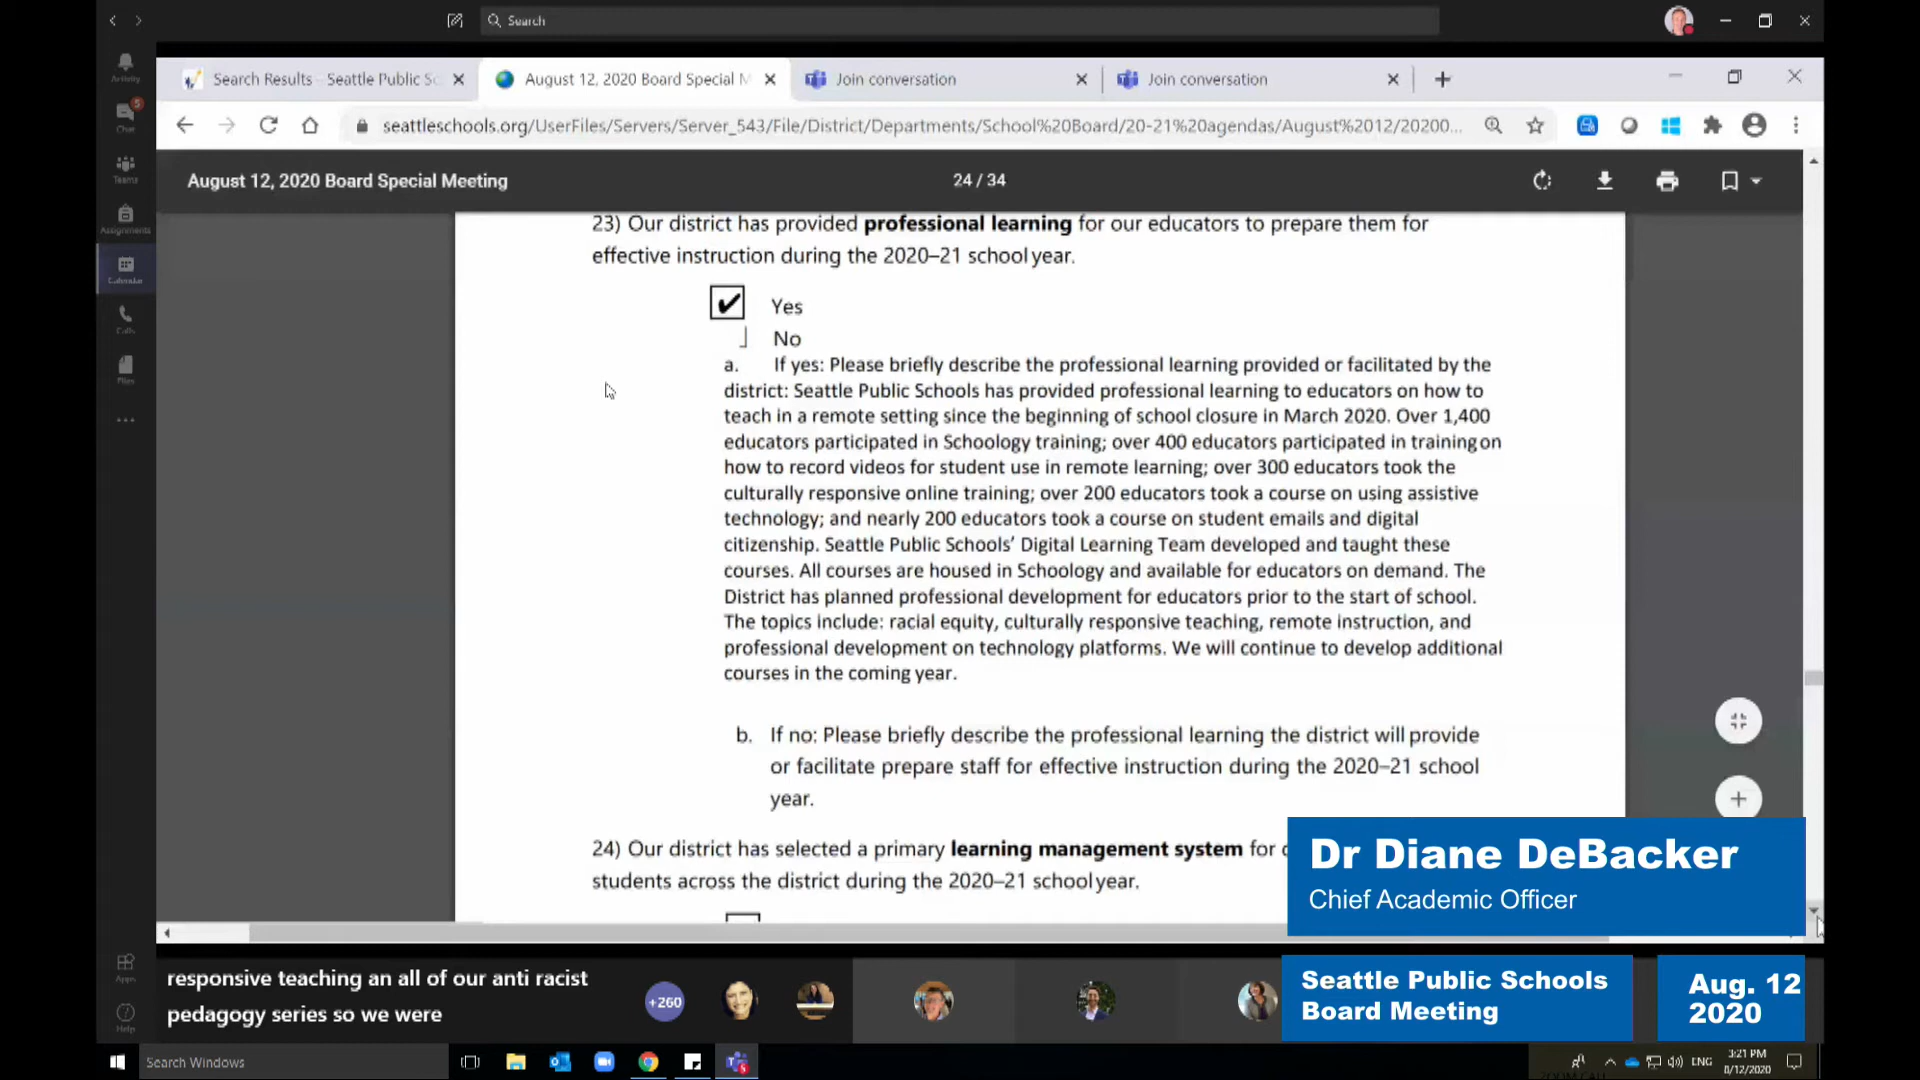 Search
Search Results - Seattle Public Sc
August 12, 2020 Board Special M
Join conversation
Join conversation
Activity
Chat
5
Teams
Assignments
Calendar
Calls
Files
Apps
Help
seattleschools.org/UserFiles/Servers/Server_543/File/District/Departments/School%20Board/20-21%20agendas/August%2012/20200...
August 12, 2020 Board Special Meeting
24 / 34
23) Our district has provided professional learning for our educators to prepare them for
effective instruction during the 2020–21 school year.
Yes
No
a. If yes: Please briefly describe the professional learning provided or facilitated by the
district: Seattle Public Schools has provided professional learning to educators on how to
teach in a remote setting since the beginning of school closure in March 2020. Over 1,400
educators participated in Schoology training; over 400 educators participated in training on
how to record videos for student use in remote learning; over 300 educators took the
culturally responsive online training; over 200 educators took a course on using assistive
technology; and nearly 200 educators took a course on student emails and digital
citizenship. Seattle Public Schools’ Digital Learning Team developed and taught these
courses. All courses are housed in Schoology and available for educators on demand. The
District has planned professional development for educators prior to the start of school.
The topics include: racial equity, culturally responsive teaching, remote instruction, and
professional development on technology platforms. We will continue to develop additional
courses in the coming year.
b. If no: Please briefly describe the professional learning the district will provide
or facilitate prepare staff for effective instruction during the 2020–21 school
year.
24) Our district has selected a primary learning management system for
students across the district during the 2020–21 school year.
Dr Diane DeBacker
Chief Academic Officer
responsive teaching an all of our anti racist
pedagogy series so we were
+260
Seattle Public Schools
Board Meeting
Aug. 12
2020
Search Windows
ENG
3:21 PM
8/12/2020